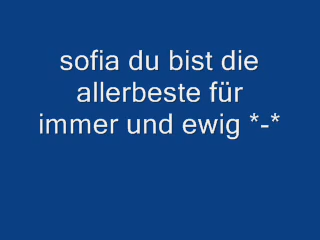 sofia du bist die
allerbeste für
immer und ewig *-*